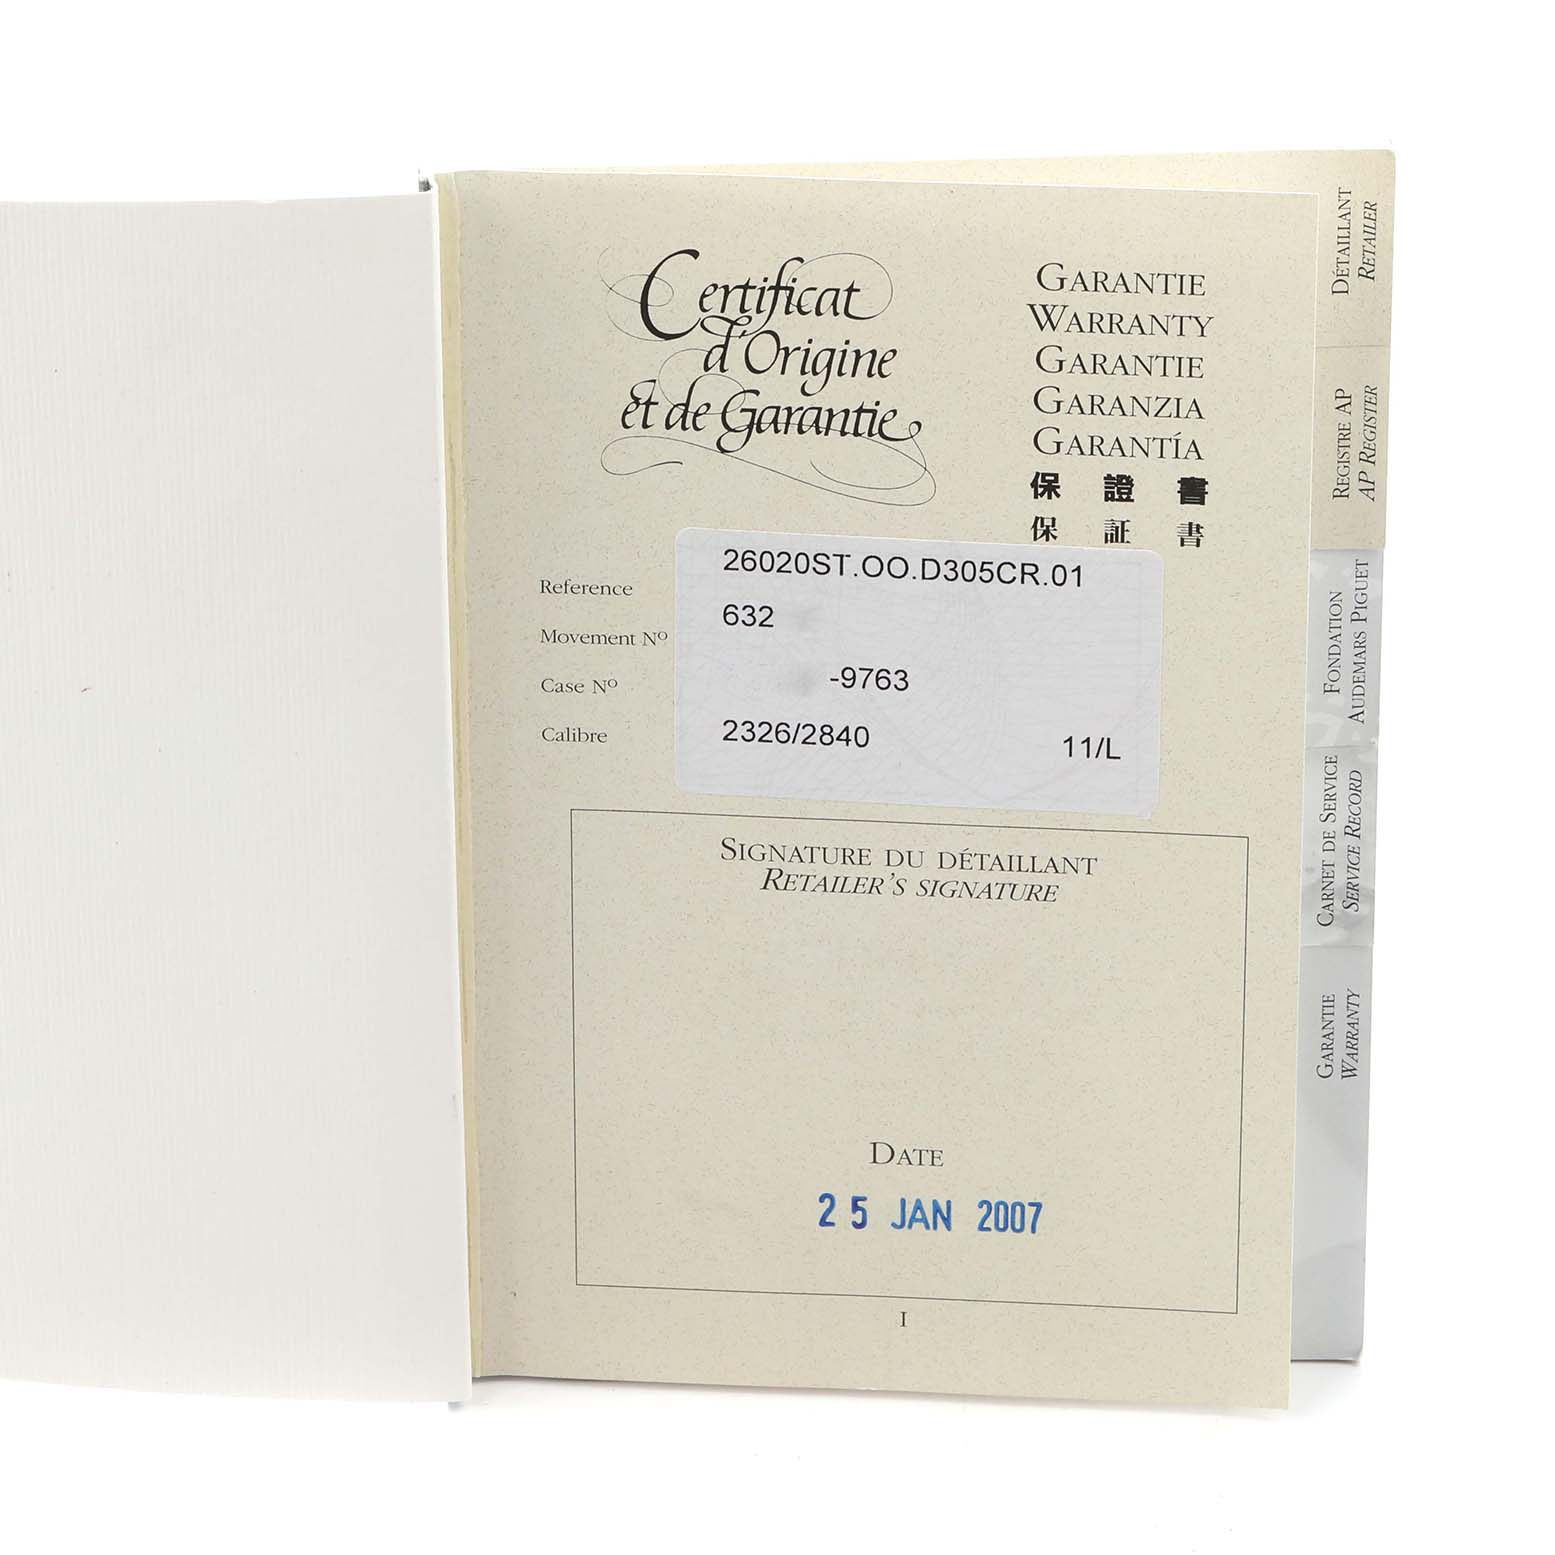 Certificat
d'Origine
et de Garantie
GARANTIE
WARRANTY
GARANTIE
GARANZIA
GARANTÍA
保 證 書
保 証 書
Reference 26020ST.OO.D305CR.01
Movement Nº 632
Case Nº -9763
Calibre 2326/2840 11/L
SIGNATURE DU DÉTAILLANT
RETAILER'S SIGNATURE
DATE
25 JAN 2007
I
DÉTAILLANT
RETAILER
REGISTRE AP
AP REGISTER
FONDATION
AUDEMARS PIGUET
CARNET DE SERVICE
SERVICE RECORD
GARANTIE
WARRANTY